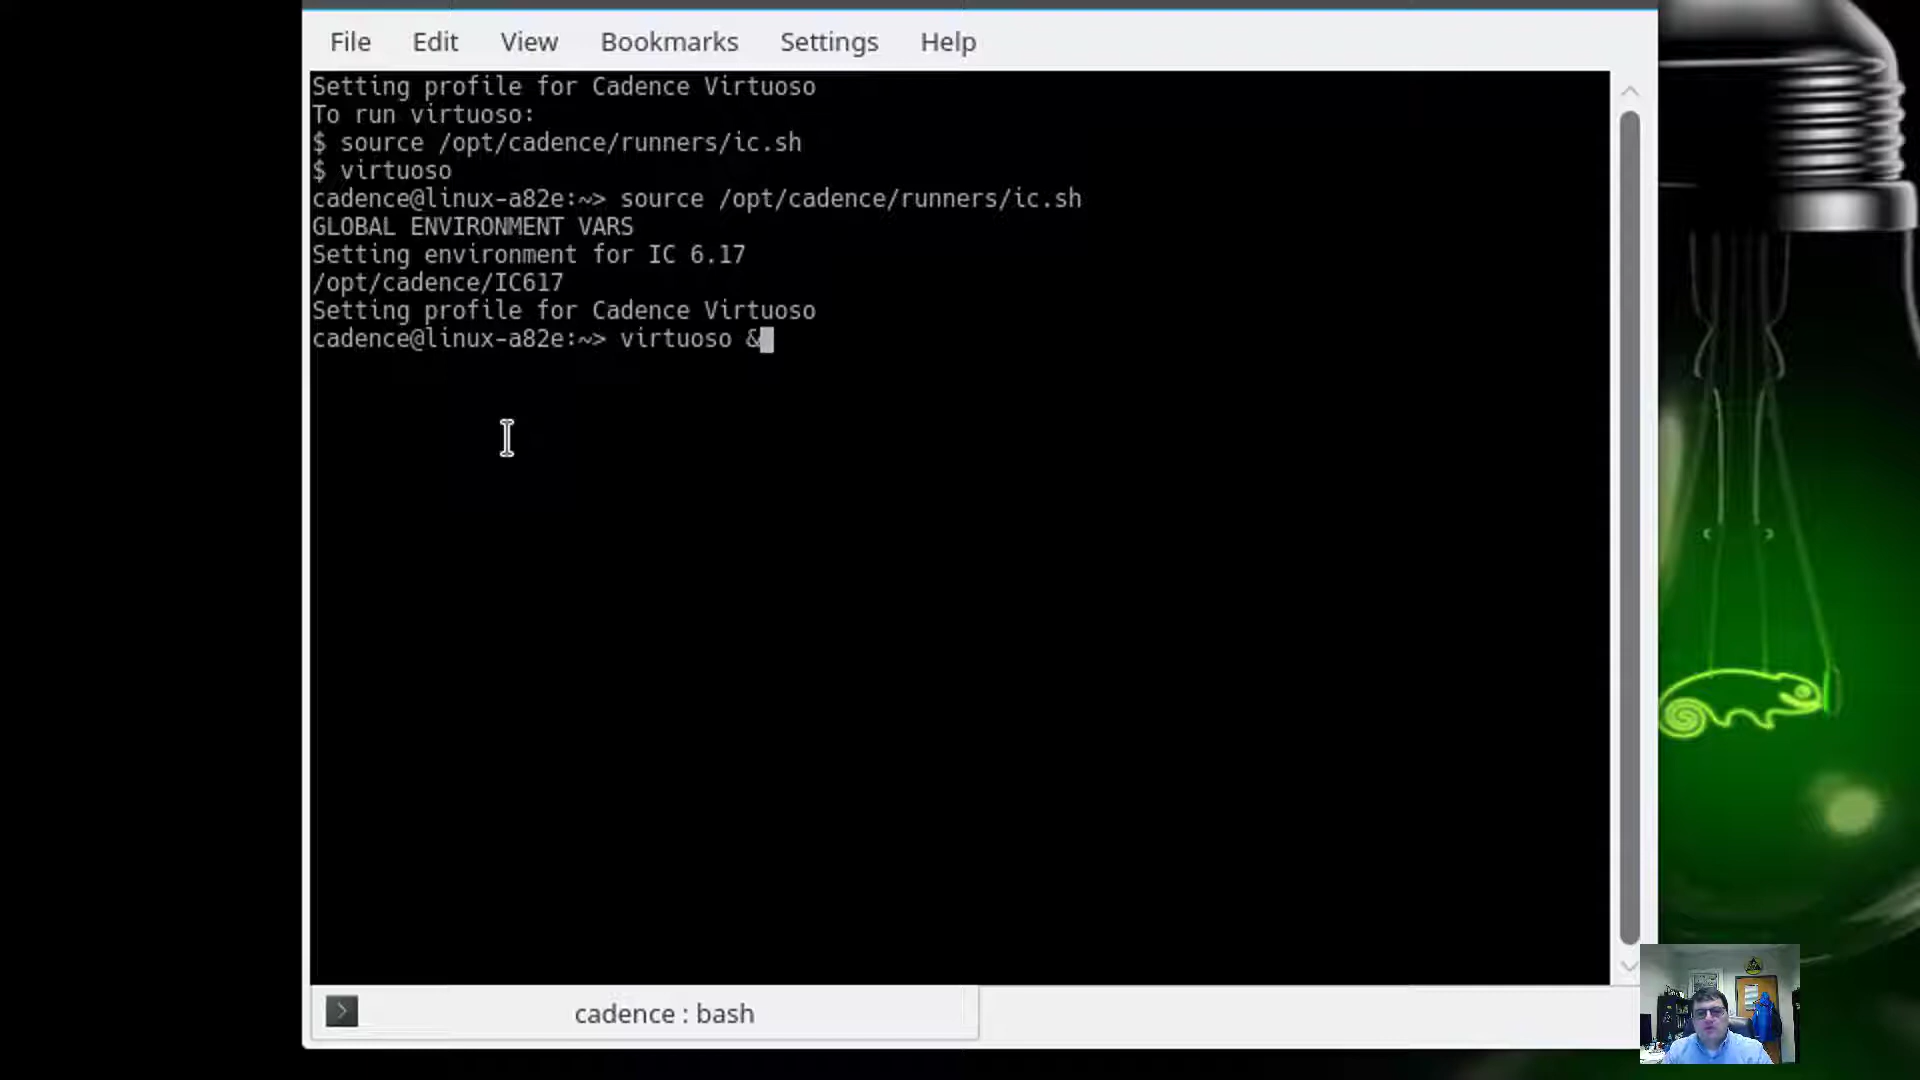 File Edit View Bookmarks Settings Help
Setting profile for Cadence Virtuoso
To run virtuoso:
$ source /opt/cadence/runners/ic.sh
$ virtuoso
cadence@linux-a82e:~> source /opt/cadence/runners/ic.sh
GLOBAL ENVIRONMENT VARS
Setting environment for IC 6.17
/opt/cadence/IC617
Setting profile for Cadence Virtuoso
cadence@linux-a82e:~> virtuoso &
cadence : bash